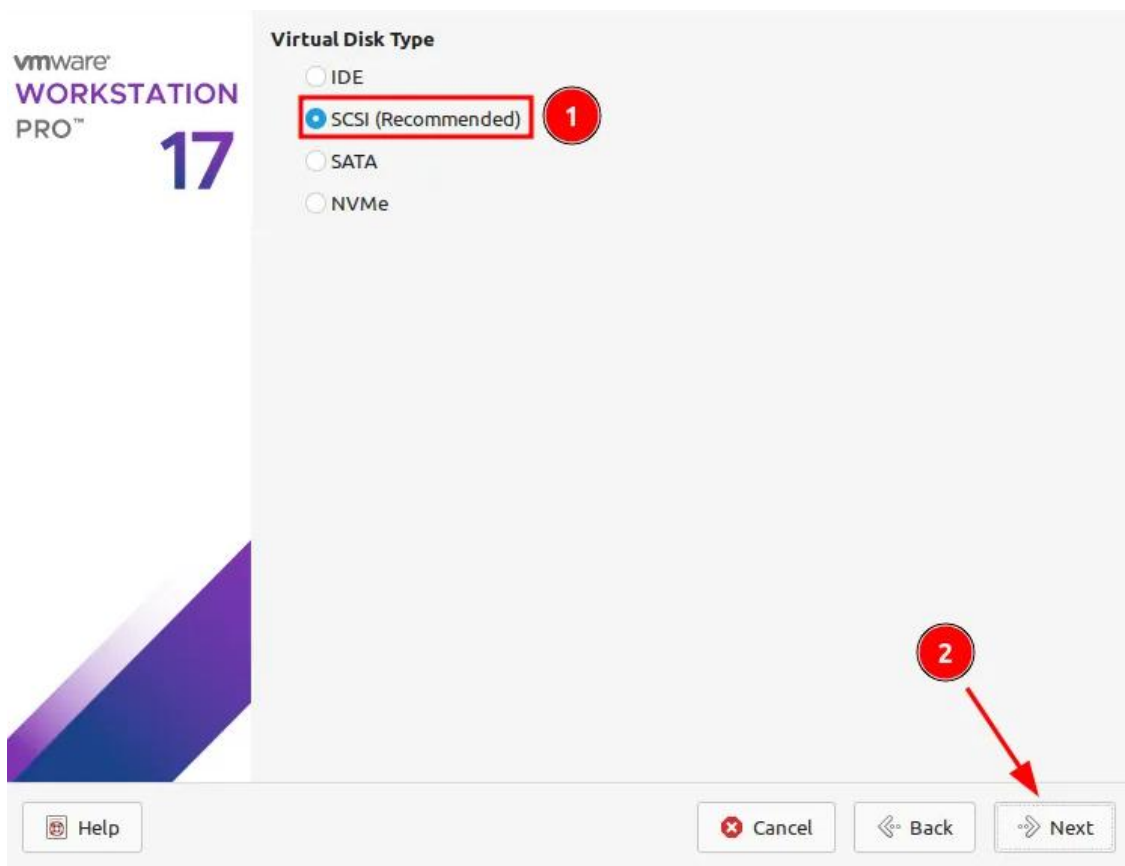 vmware®
WORKSTATION
PRO™
17
Virtual Disk Type
IDE
SCSI (Recommended)
1
SATA
NVMe
2
Help
Cancel
Back
Next